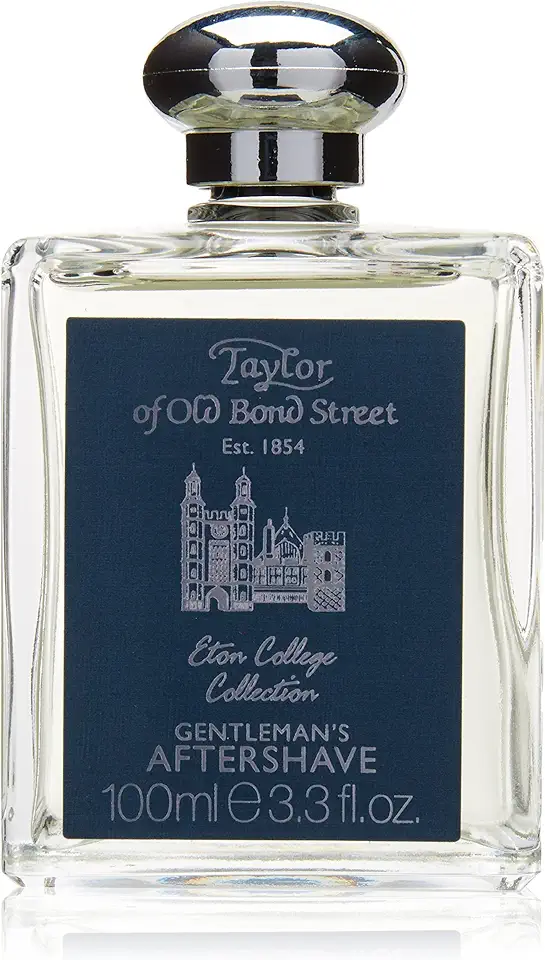 Taylor
of Old Bond Street
Est. 1854
Eton College
Collection
GENTLEMAN'S
AFTERSHAVE
100ml e 3.3 fl.oz.